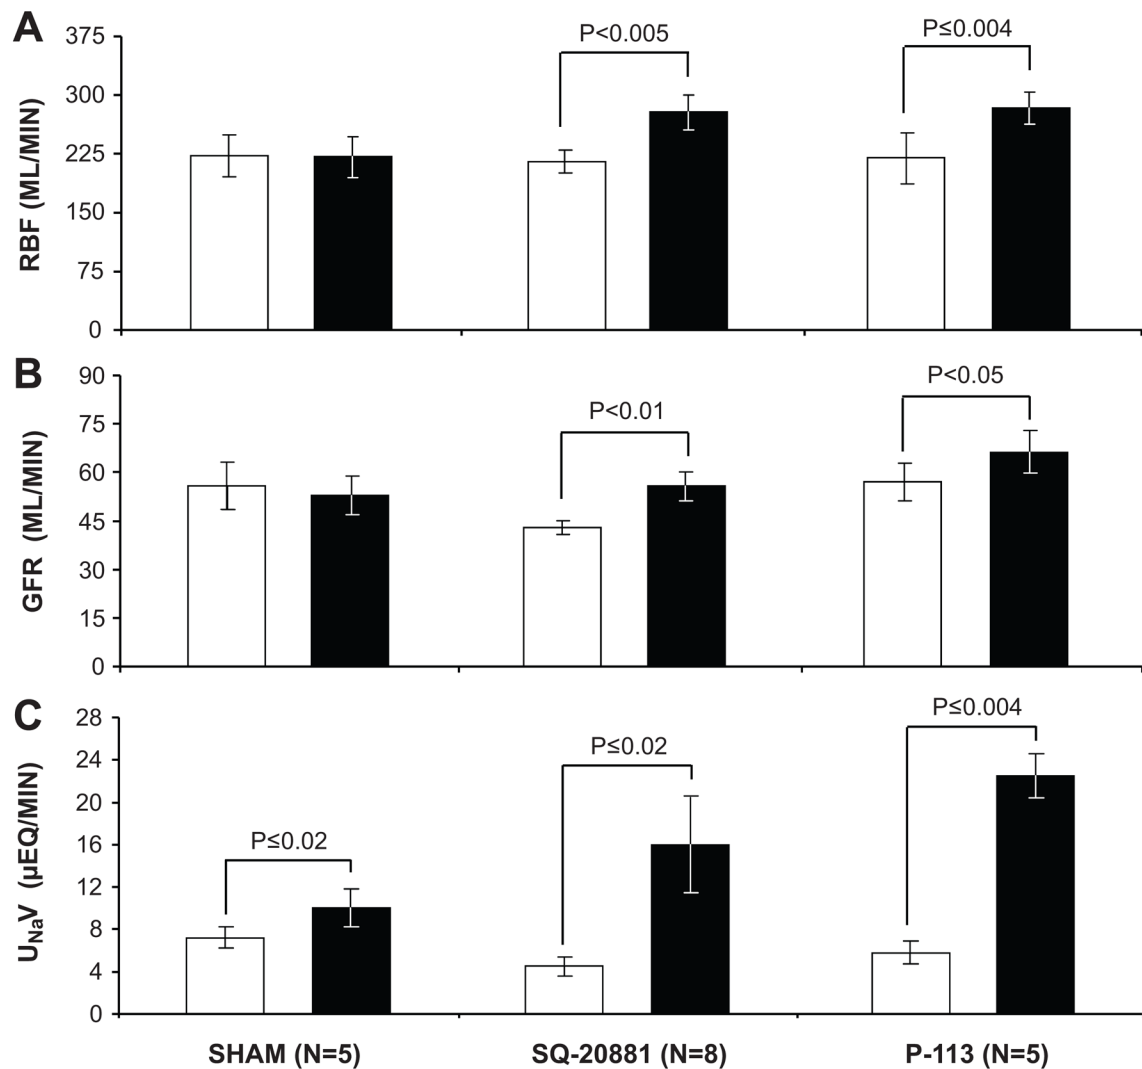 A
RBF (ML/MIN)
375
300
225
150
75
0
P<0.005
P≤0.004
B
GFR (ML/MIN)
90
75
60
45
30
15
0
P<0.01
P<0.05
C
UNaV (µEQ/MIN)
28
24
20
16
12
8
4
0
P≤0.02
P≤0.02
P≤0.004
SHAM (N=5) SQ-20881 (N=8) P-113 (N=5)